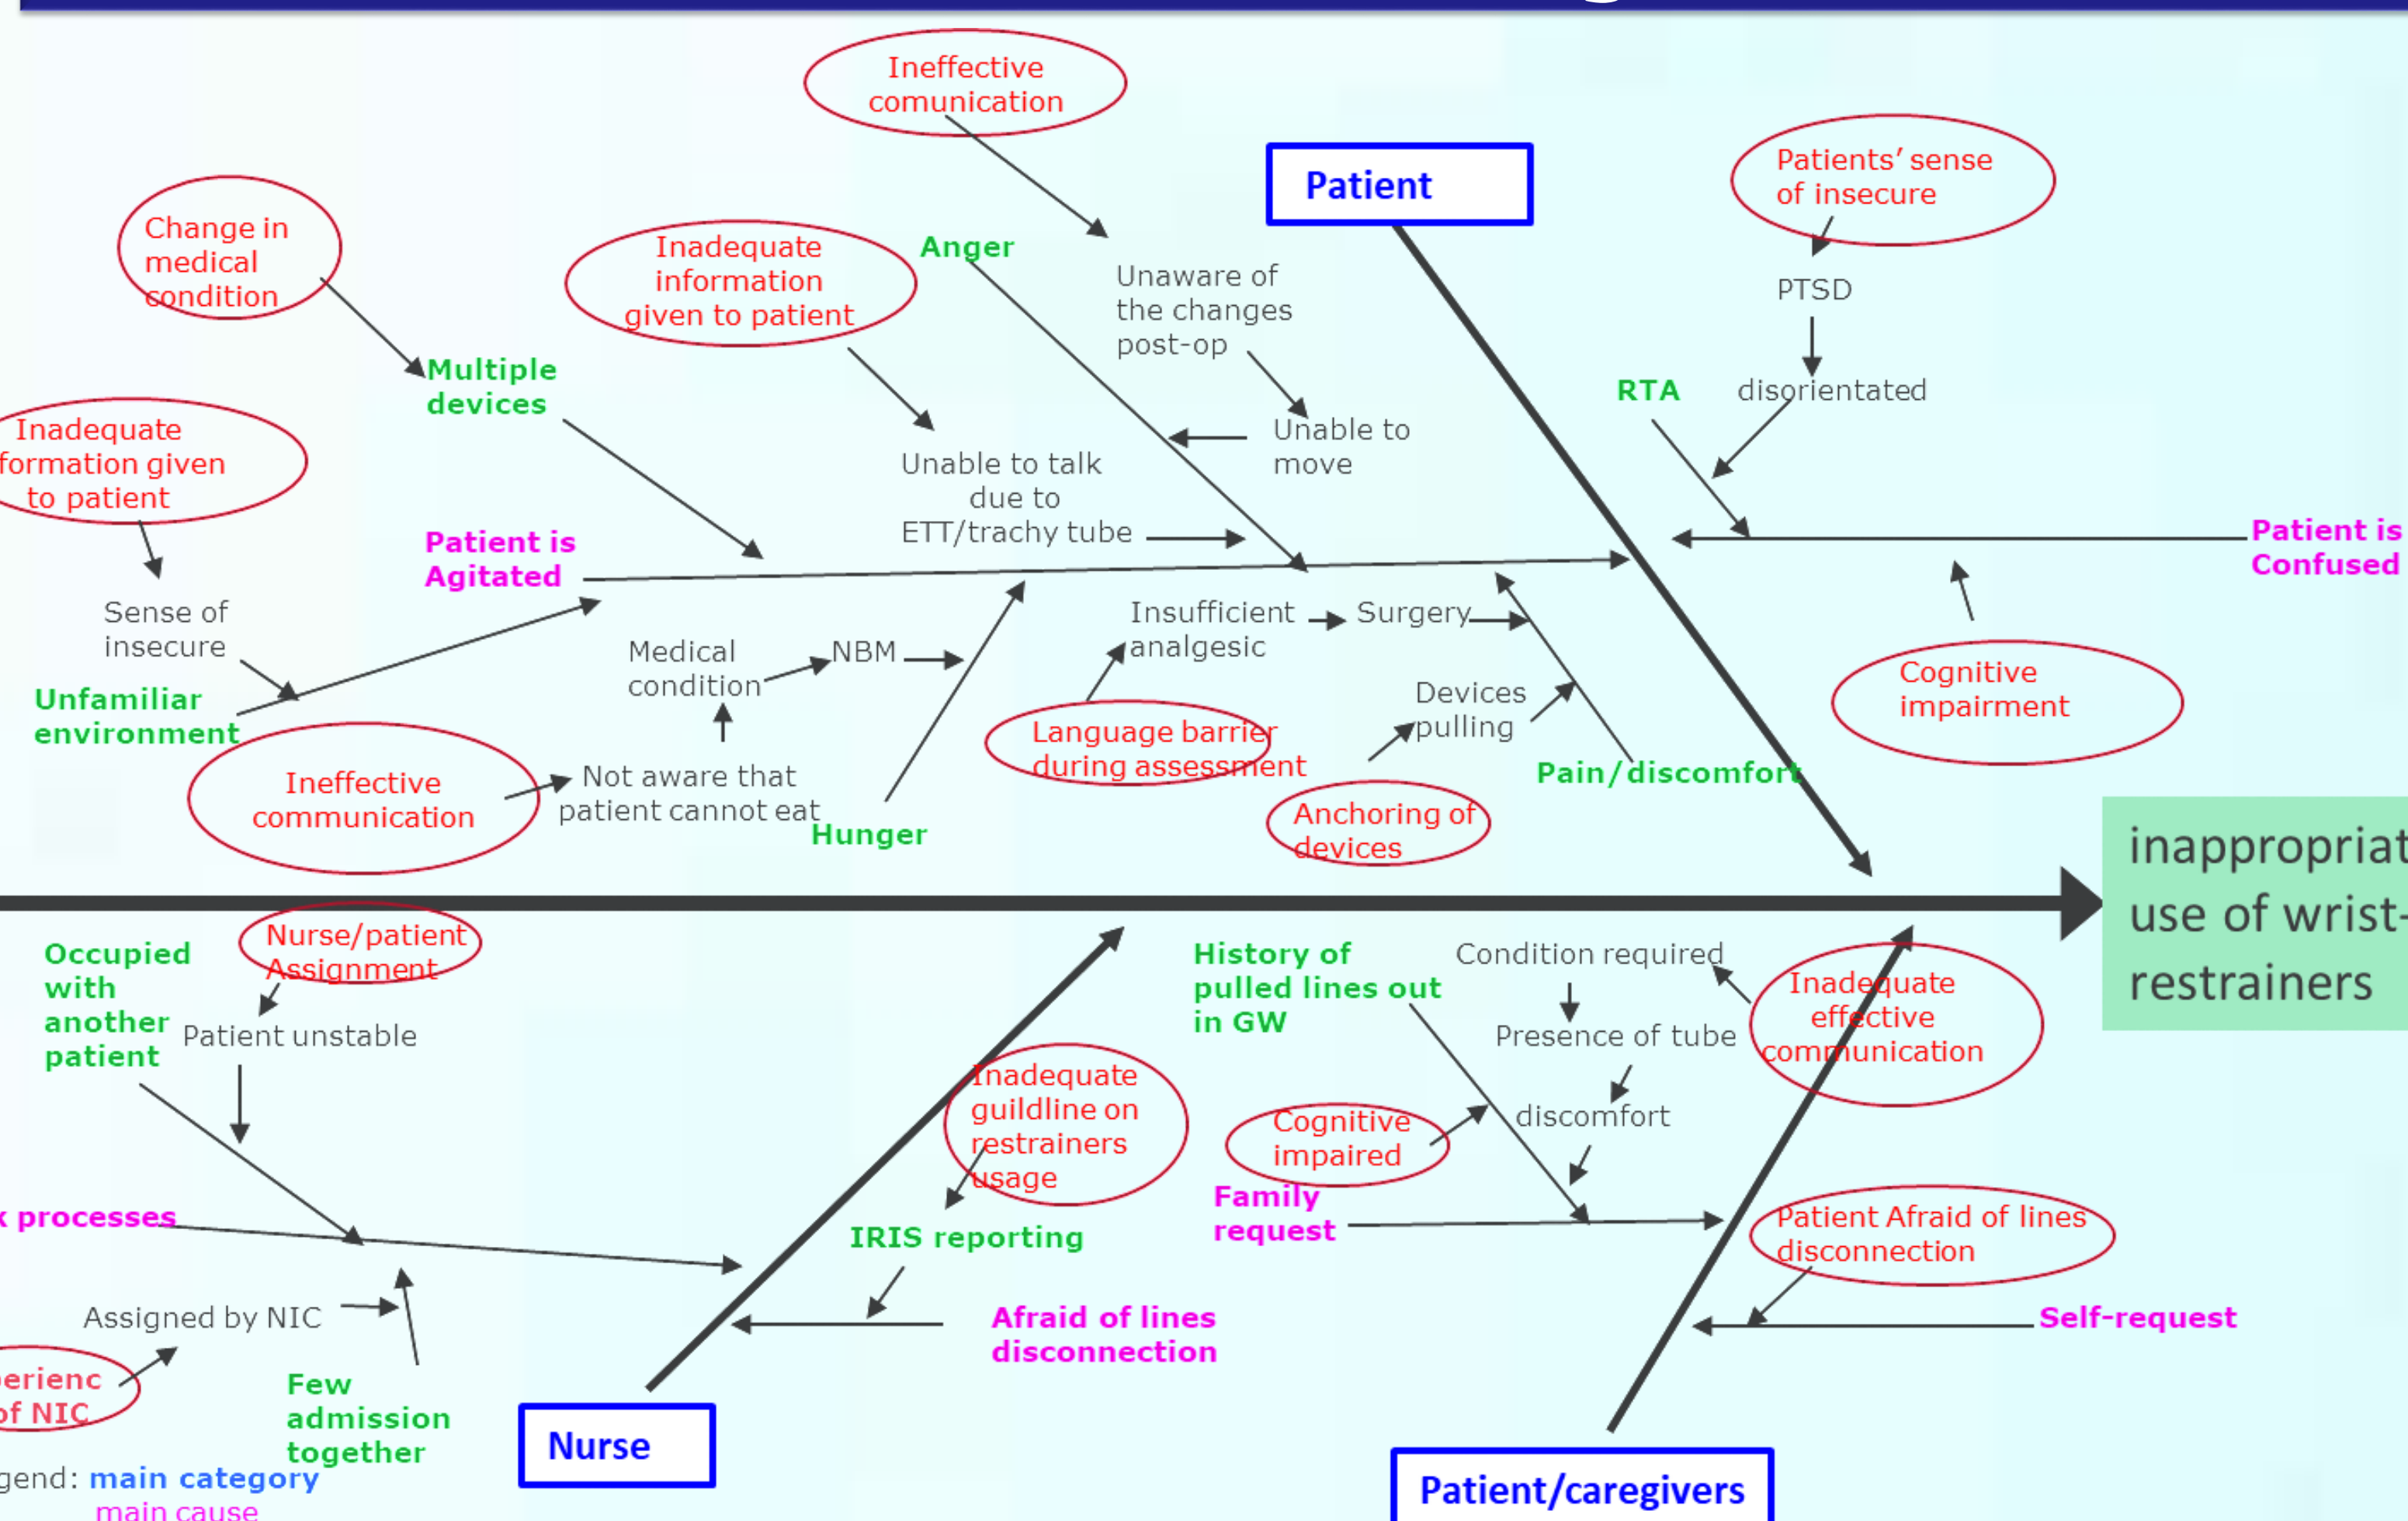 Ineffective
comunication
Patient
Patients’ sense
of insecure
Change in
medical
condition
Inadequate
information
given to patient
Anger
Unaware of
the changes
post-op
PTSD
Multiple
devices
RTA
disorientated
Inadequate
formation given
to patient
Unable to
move
Unable to talk
due to
ETT/trachy tube
Patient is
Agitated
Patient is
Confused
Sense of
insecure
Medical
condition
NBM
Insufficient
analgesic
Surgery
Unfamiliar
environment
Language barrier
during assessment
Devices
pulling
Cognitive
impairment
Ineffective
communication
Not aware that
patient cannot eat
Hunger
Anchoring of
devices
Pain/discomfort
inappropriat
use of wrist-
restrainers
Occupied
with
another
patient
Nurse/patient
Assignment
Patient unstable
History of
pulled lines out
in GW
Condition required
Presence of tube
discomfort
Inadequate
effective
communication
Inadequate
guildline on
restrainers
usage
Cognitive
impaired
Family
request
Patient Afraid of lines
disconnection
processes
IRIS reporting
Afraid of lines
disconnection
Self-request
Assigned by NIC
perienc
of NIC
Few
admission
together
Nurse
Patient/caregivers
gend: main category
main cause